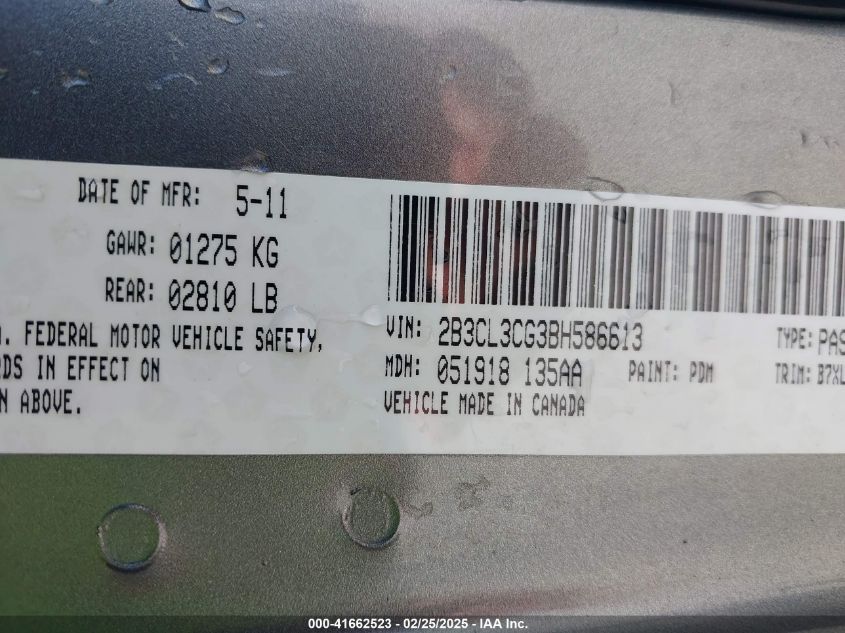 DATE OF MFR: 5-11
GAWR: 01275 KG
REAR: 02810 LB
. FEDERAL MOTOR VEHICLE SAFETY,
RDS IN EFFECT ON
N ABOVE.
VIN: 2B3CL3CG3BH586613
MDH: 051918 135AA PAINT: PDM
VEHICLE MADE IN CANADA
TYPE: PAS
TRIM: B7XL
000-41662523 - 02/25/2025 - IAA Inc.